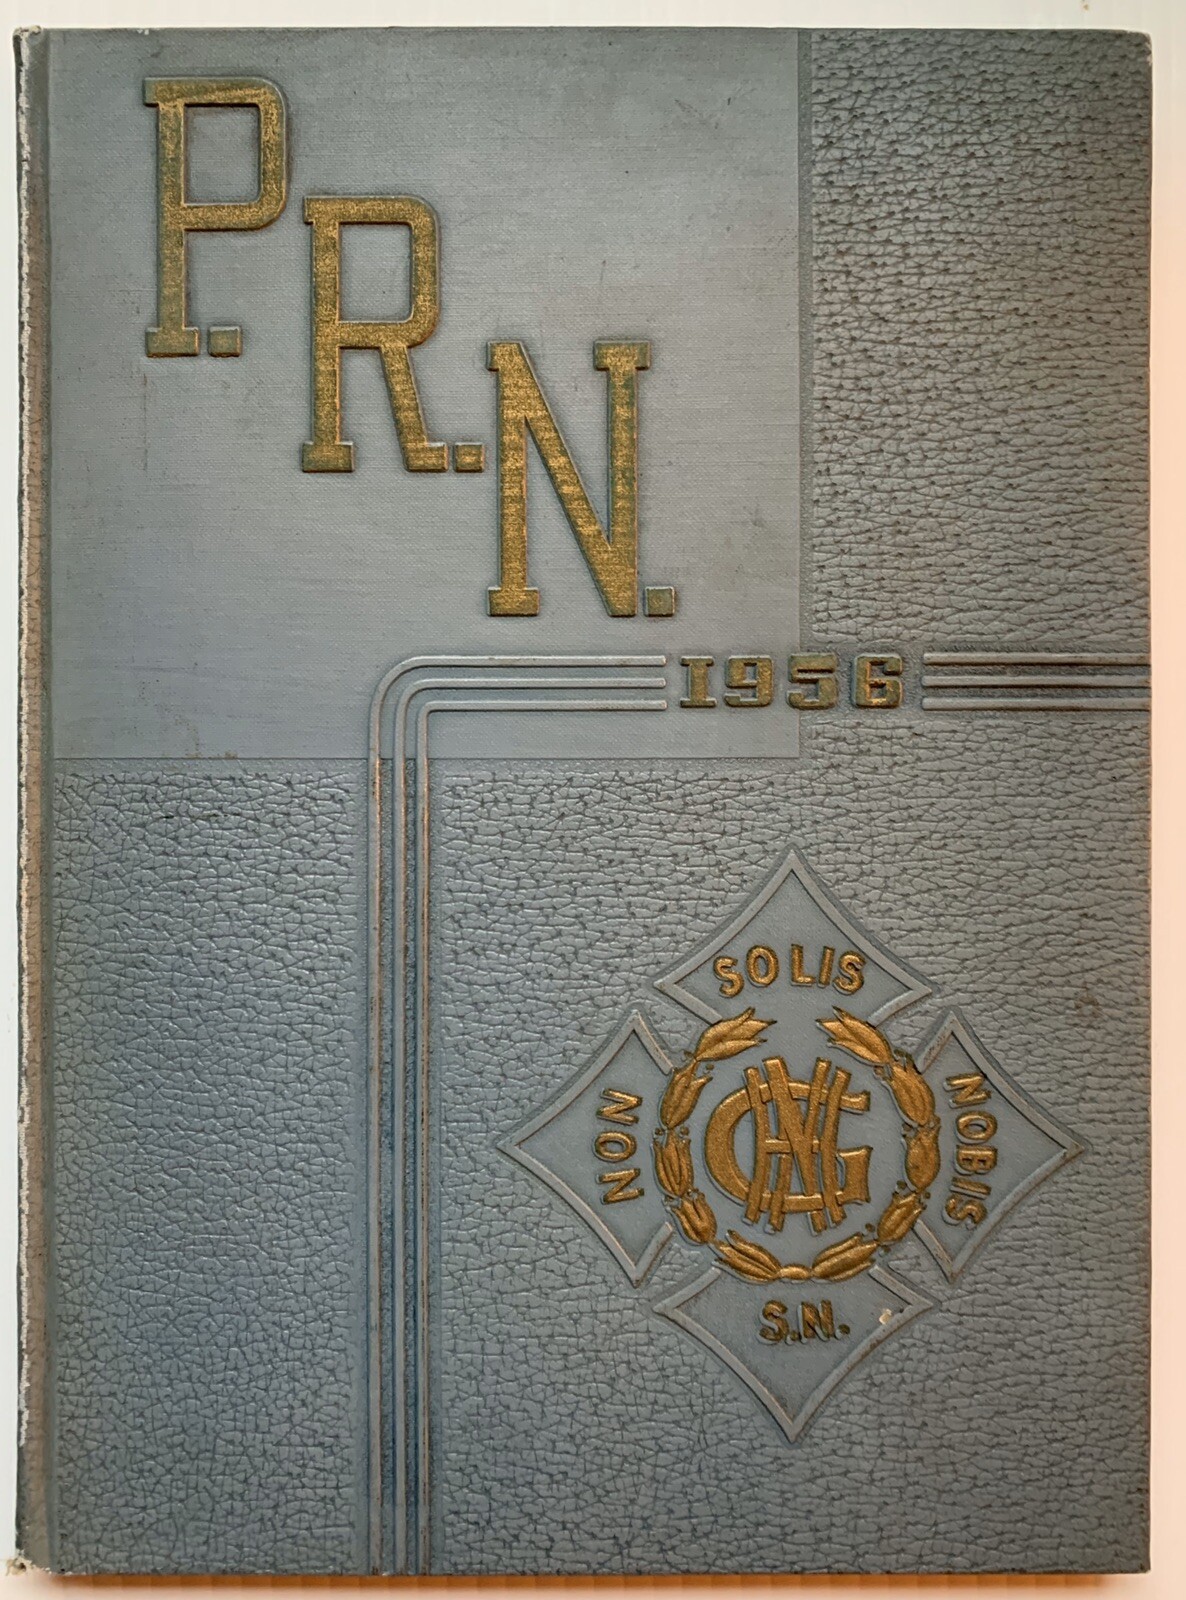 P.R.N.
1956
NON SOLIS NOBIS
S.N.